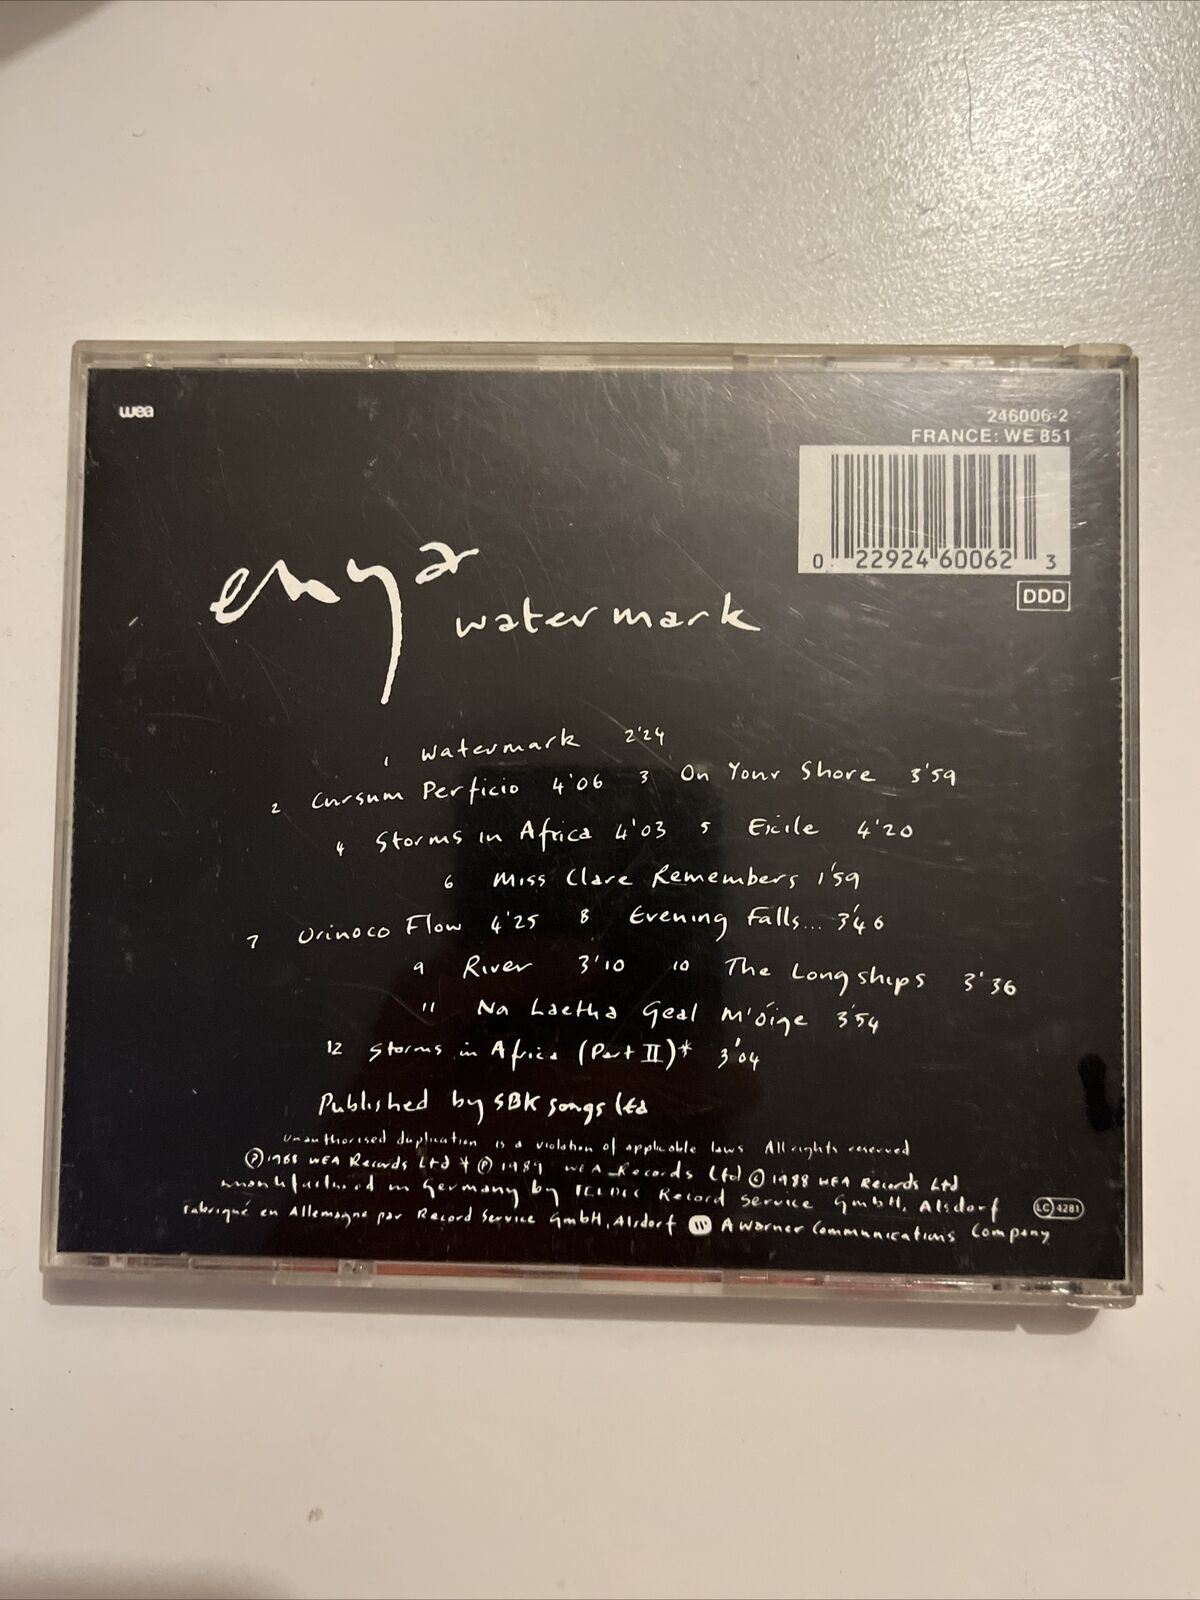 wea
246006-2
FRANCE: WE 851
0 22924 60062 3
DDD
enya
watermark
1 watermark 2'24
2 Cursum Perficio 4'06 3 On Your Shore 3'59
4 Storms in Africa 4'03 5 Exile 4'20
6 Miss Clare Remembers 1'59
7 Orinoco Flow 4'25 8 Evening Falls... 3'46
9 River 3'10 10 The Longships 3'36
11 Na Laetha Geal M'óige 3'54
12 Storms in Africa (Part II)* 3'04
Published by SBK songs ltd
Unauthorised duplication is a violation of applicable laws All rights reserved
Ⓟ 1988 WEA Records Ltd * Ⓟ 1989 WEA Records Ltd © 1988 WEA Records Ltd
manufactured in Germany by Record Service GmbH, Alsdorf
Fabriqué en Allemagne par Record Service GmbH, Alsdorf A Warner Communications Company
LC 4281